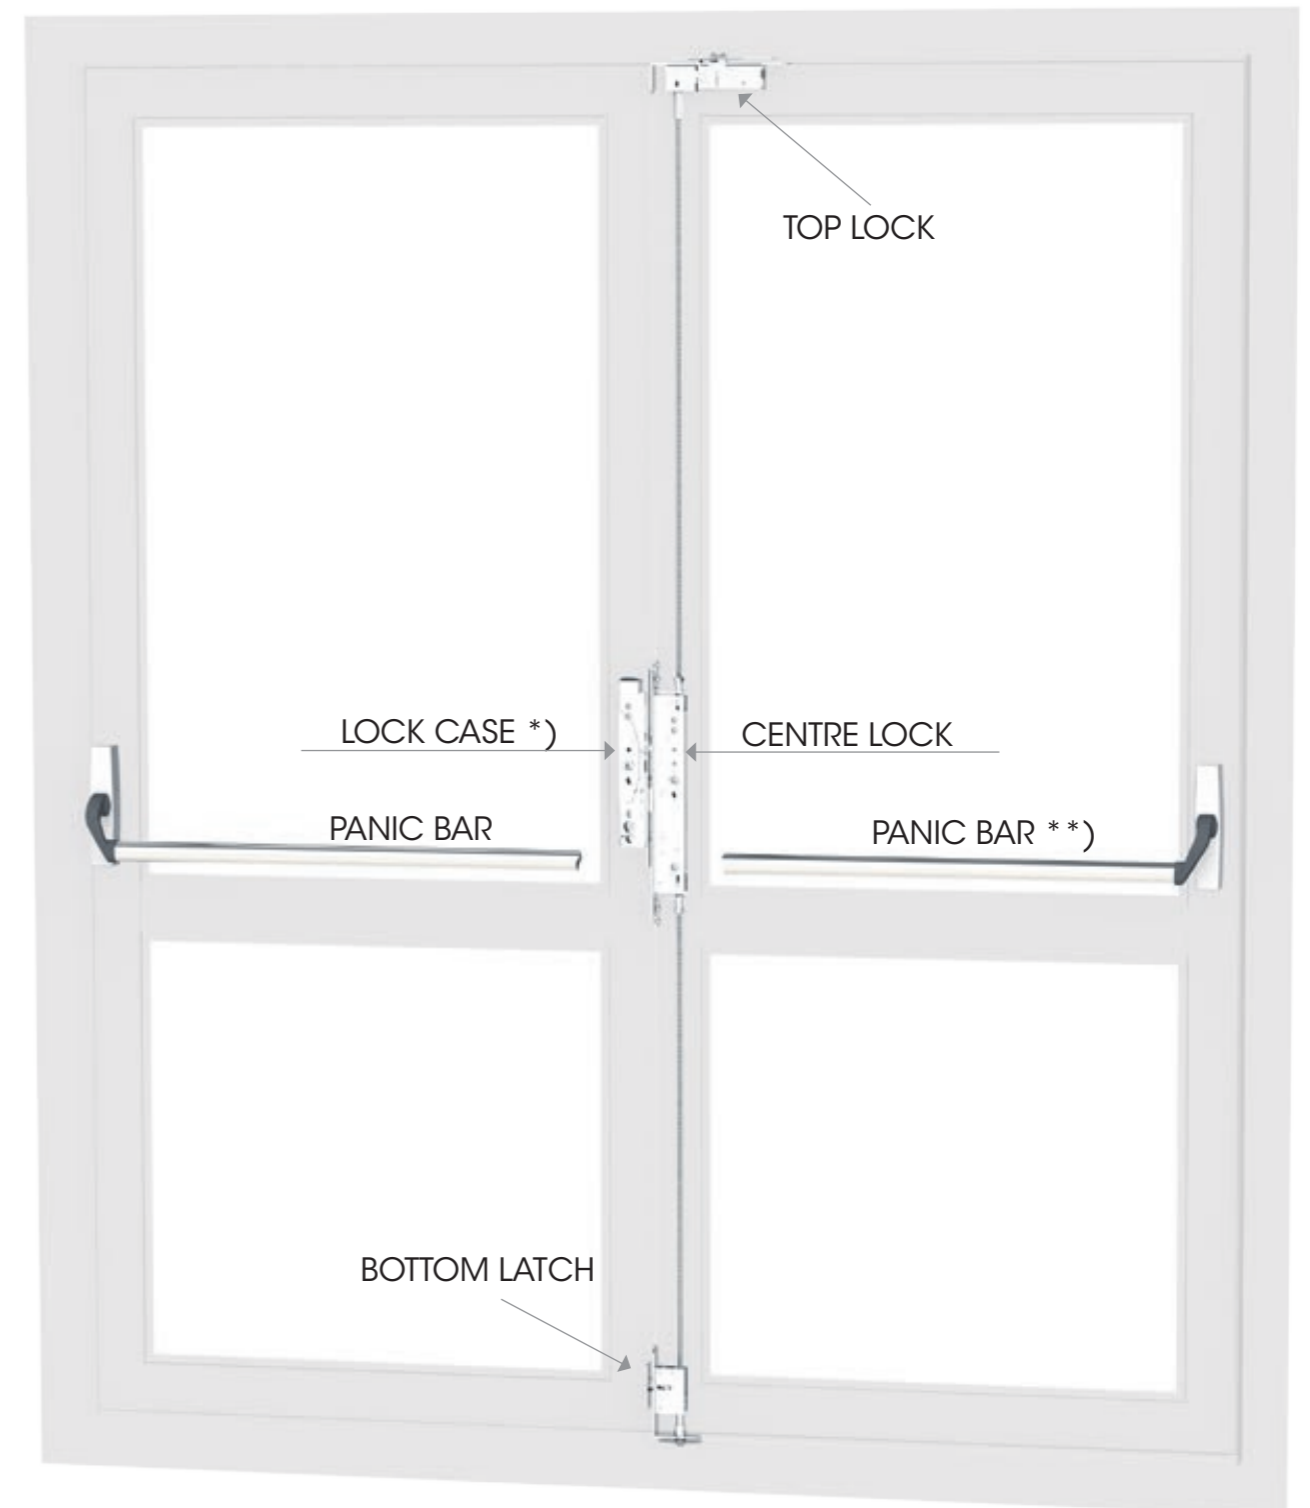 TOP LOCK
LOCK CASE *)
CENTRE LOCK
PANIC BAR
PANIC BAR **)
BOTTOM LATCH